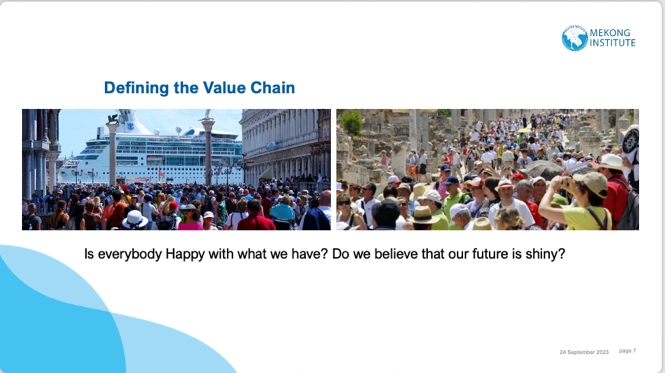 MEKONG
INSTITUTE
Defining the Value Chain
Is everybody Happy with what we have? Do we believe that our future is shiny?
24 September 2023 page 7